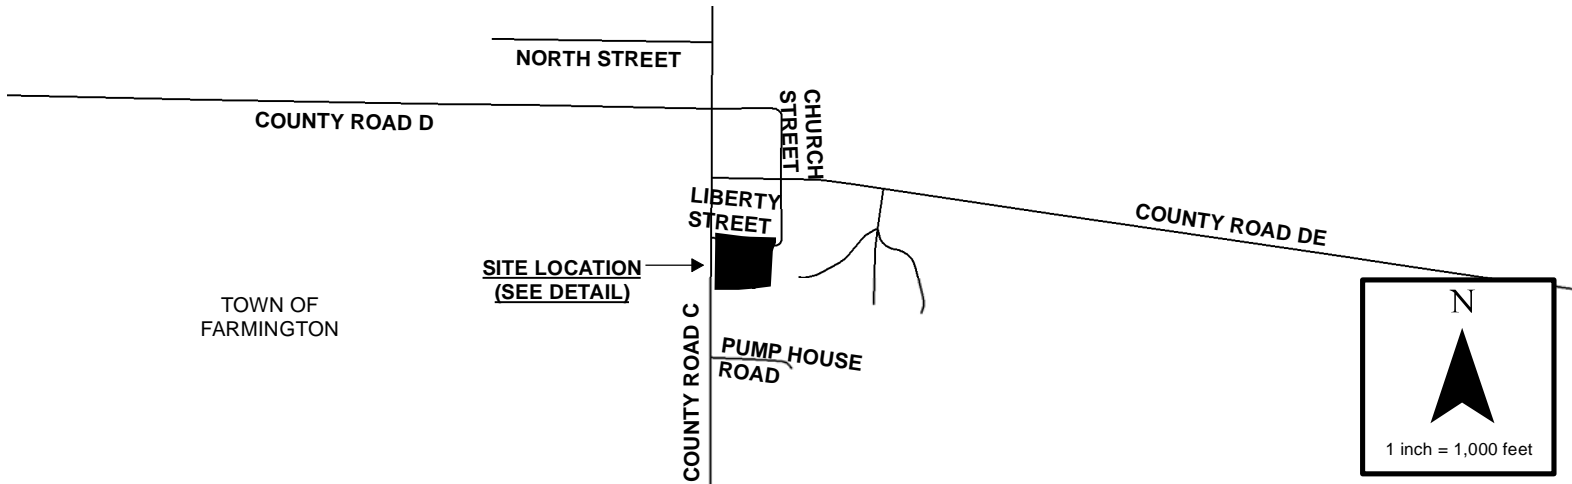 NORTH STREET
COUNTY ROAD D
CHURCH
STREET
LIBERTY
STREET
COUNTY ROAD DE
SITE LOCATION
(SEE DETAIL)
TOWN OF
FARMINGTON
COUNTY ROAD C
PUMP HOUSE
ROAD
N
1 inch = 1,000 feet